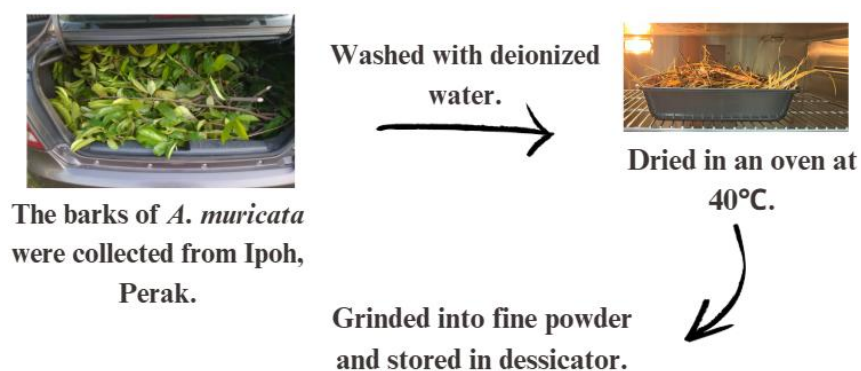 Washed with deionized
water.
The barks of A. muricata
were collected from Ipoh,
Perak.
Dried in an oven at
40℃.
Grinded into fine powder
and stored in dessicator.